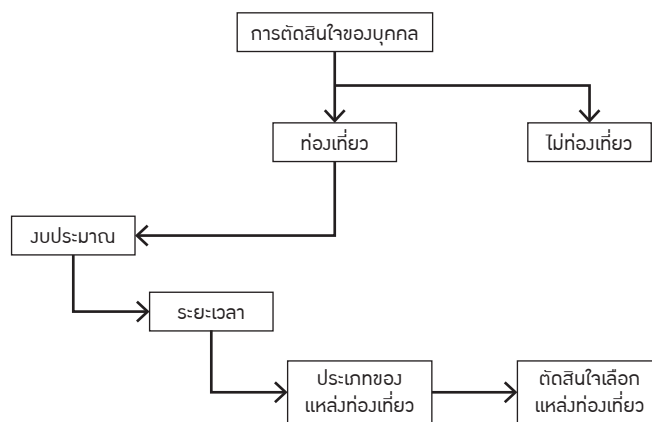 การตัดสินใจของบุคคล
ท่องเที่ยว
ไม่ท่องเที่ยว
งบประมาณ
ระยะเวลา
ประเภทของ
แหล่งท่องเที่ยว
ตัดสินใจเลือก
แหล่งท่องเที่ยว